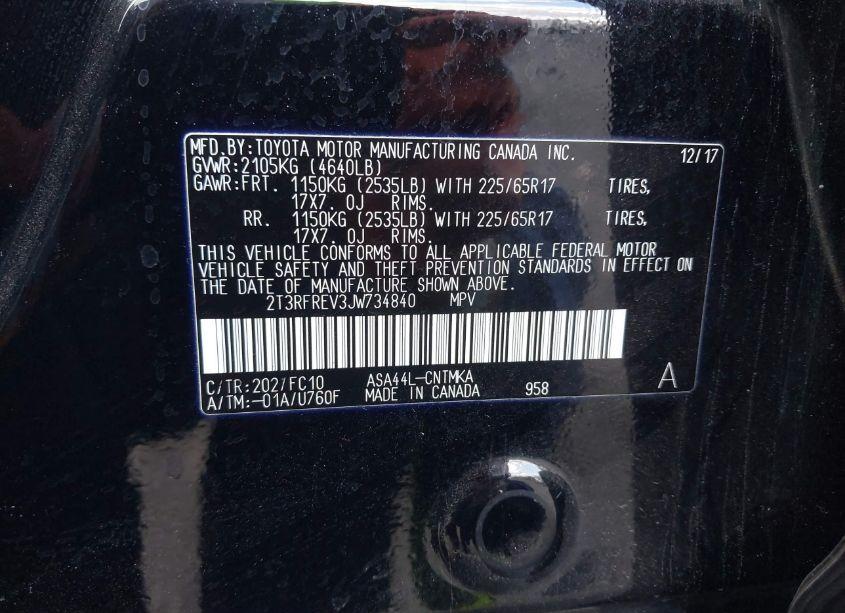 MFD.BY:TOYOTA MOTOR MANUFACTURING CANADA INC. 12/17
GVWR:2105KG (4640LB)
GAWR:FRT. 1150KG (2535LB) WITH 225/65R17 TIRES,
17X7.0J RIMS.
RR. 1150KG (2535LB) WITH 225/65R17 TIRES,
17X7.0J RIMS.
THIS VEHICLE CONFORMS TO ALL APPLICABLE FEDERAL MOTOR
VEHICLE SAFETY AND THEFT PREVENTION STANDARDS IN EFFECT ON
THE DATE OF MANUFACTURE SHOWN ABOVE.
2T3RFREV3JW734840 MPV
C/TR:202/FC10 ASA44L-CNTMKA
A/TM:-01A/U760F MADE IN CANADA 958 A